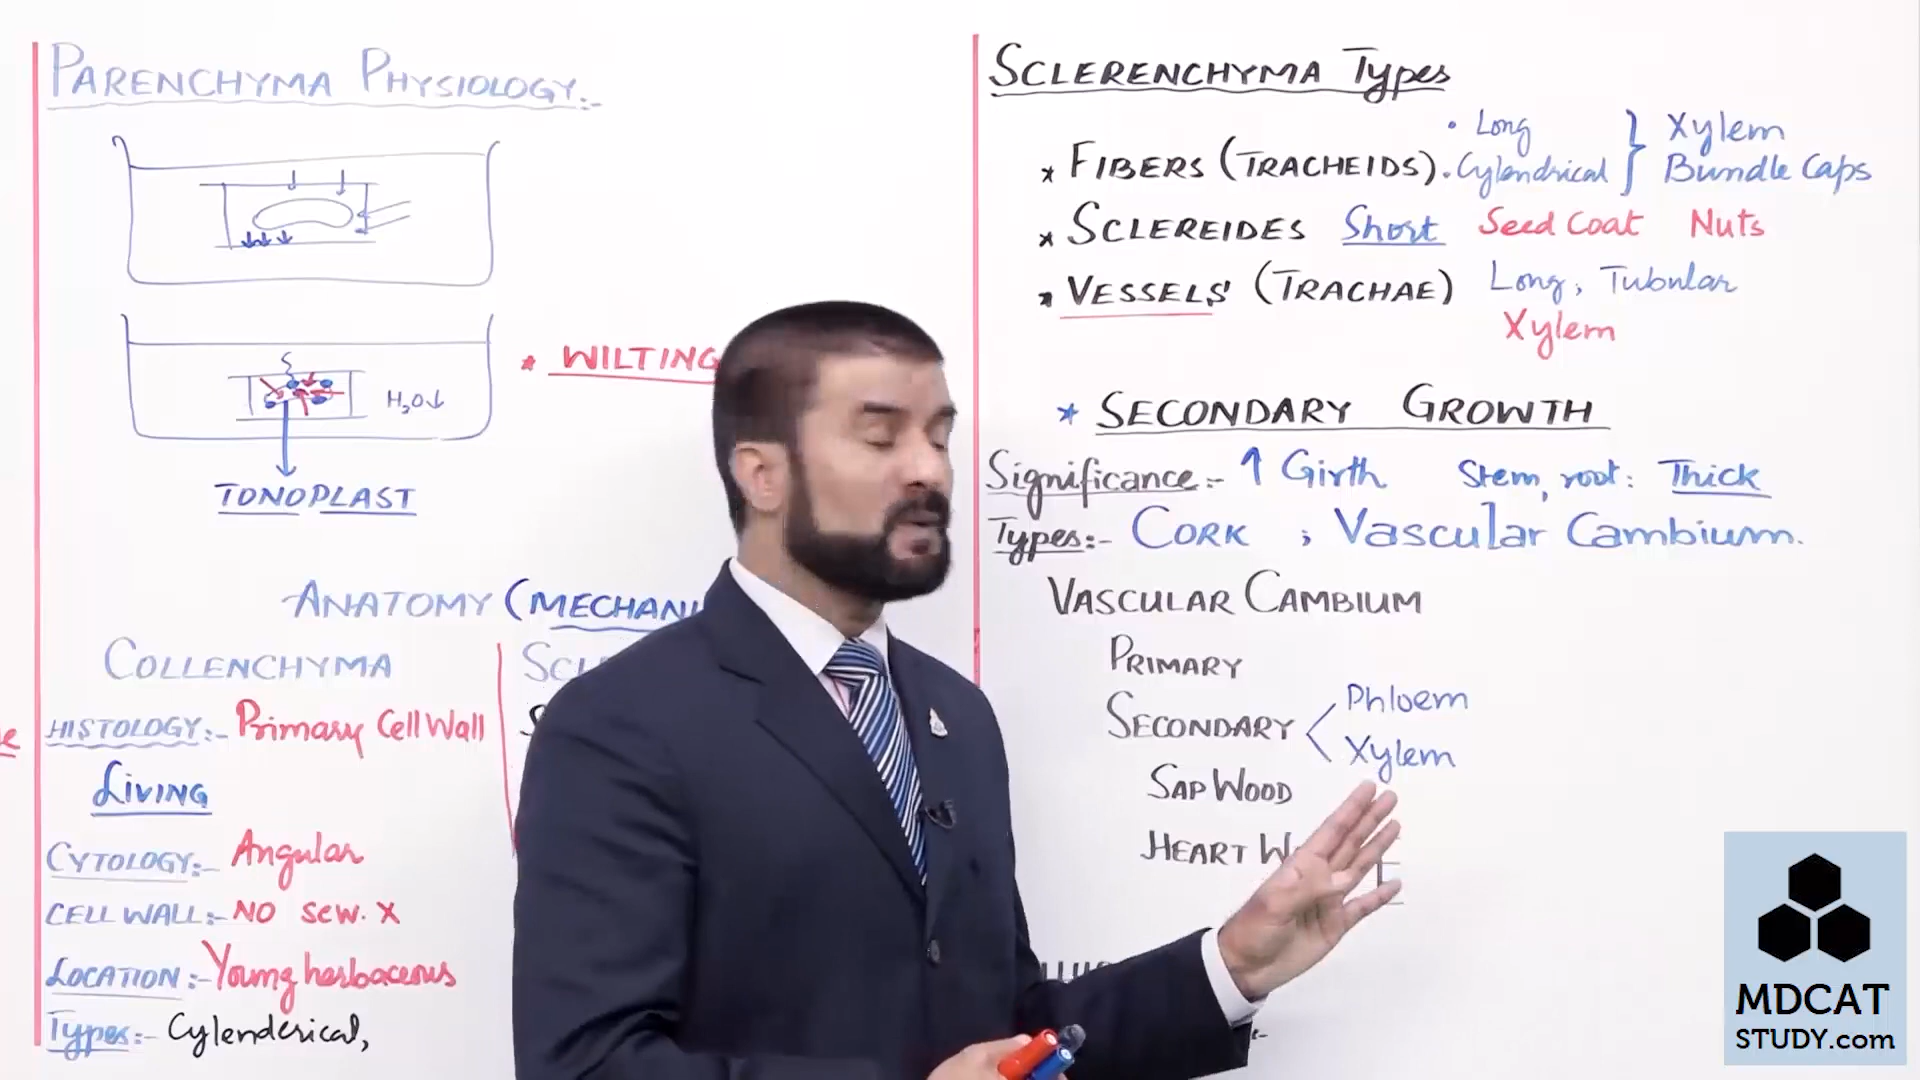 PARENCHYMA PHYSIOLOGY:-
H2O↓
* WILTING
TONOPLAST
ANATOMY (MECHANI
COLLENCHYMA
HISTOLOGY:- Primary Cell Wall
LIVING
CYTOLOGY:- Angular
CELL WALL:- NO sew. X
LOCATION:- Young herbaceous
Types:- Cylenderical,
SCLERENCHYMA Types
* FIBERS (TRACHEIDS) • Long • Cylendrical } Xylem Bundle Caps
* SCLEREIDES Short Seed Coat Nuts
* VESSELS' (TRACHAE) Long, Tubular
Xylem
* SECONDARY GROWTH
Significance:- ↑ Girth Stem, root: Thick
Types:- CORK ; Vascular Cambium.
VASCULAR CAMBIUM
PRIMARY
SECONDARY < Phloem
Xylem
SAP WOOD
HEART
MDCAT
STUDY.com